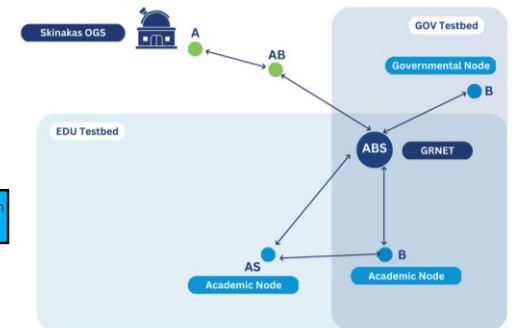 GOV Testbed
Skinakas OGS
A
AB
Governmental Node
B
EDU Testbed
ABS
GRNET
n
AS
B
Academic Node
Academic Node